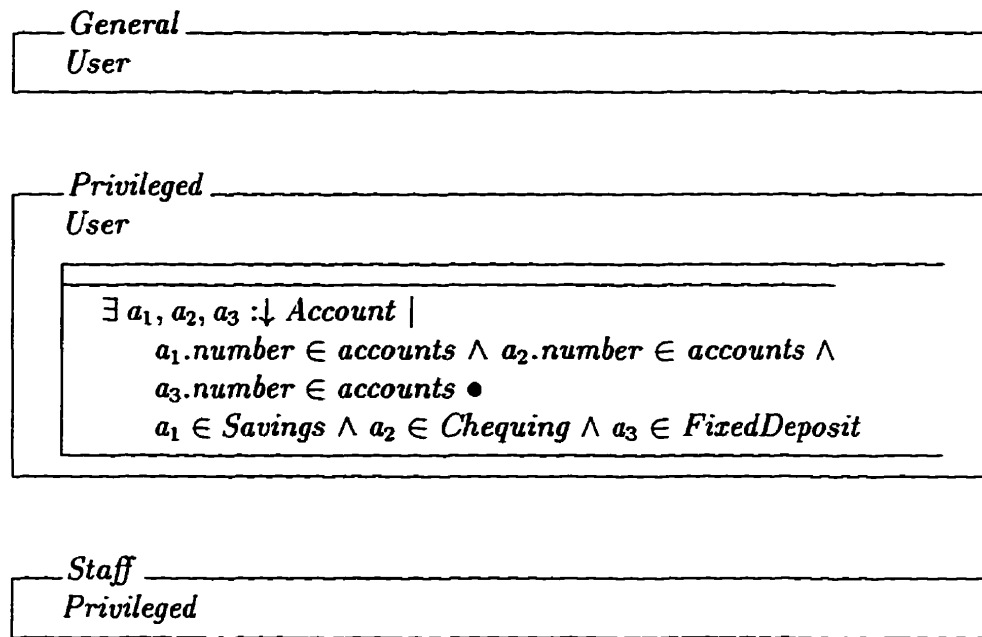 General
User
Privileged
User
∃ a₁, a₂, a₃ :↓ Account |
a₁.number ∈ accounts ∧ a₂.number ∈ accounts ∧
a₃.number ∈ accounts •
a₁ ∈ Savings ∧ a₂ ∈ Chequing ∧ a₃ ∈ FixedDeposit
Staff
Privileged